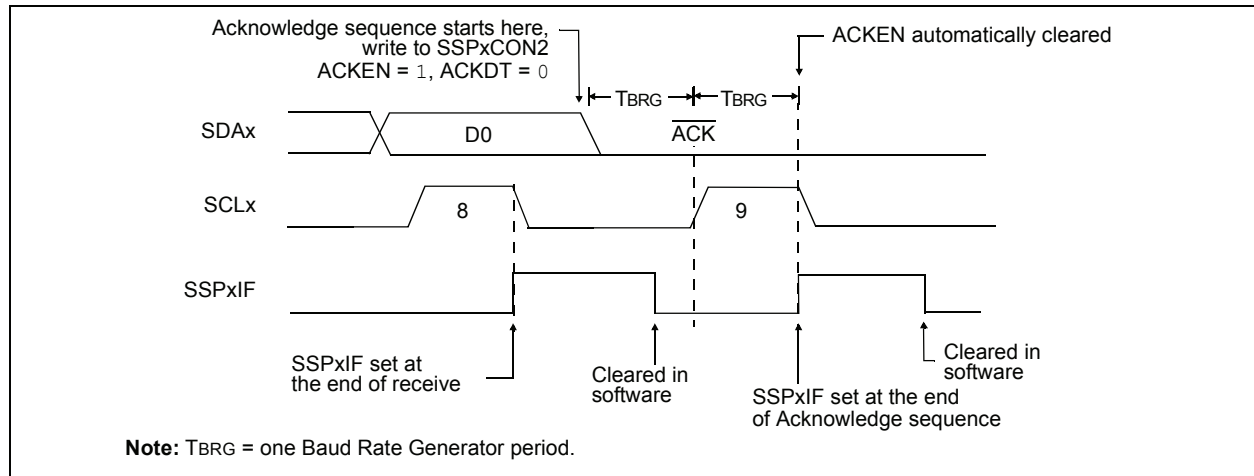 Acknowledge sequence starts here,
write to SSPxCON2
ACKEN = 1, ACKDT = 0
ACKEN automatically cleared
TBRG
TBRG
SDAx
D0
ACK
SCLx
8
9
SSPxIF
SSPxIF set at
the end of receive
Cleared in
software
SSPxIF set at the end
of Acknowledge sequence
Cleared in
software
Note: TBRG = one Baud Rate Generator period.